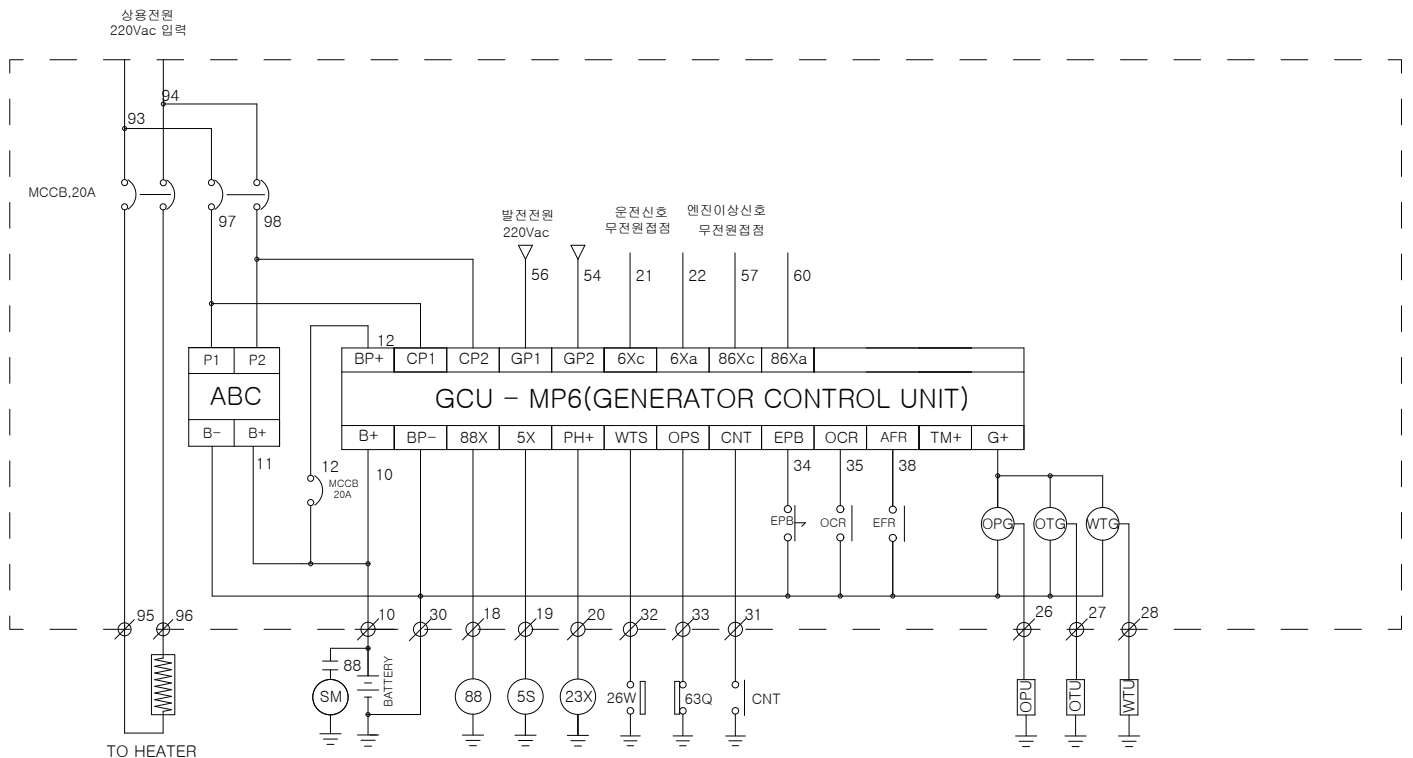 상용전원
220Vac 입력
94
93
MCCB,20A
97
98
발전전원
220Vac
운전신호
무전원접점
엔진이상신호
무전원접점
56
54
21
22
57
60
12
P1 P2
ABC
B- B+
BP+ CP1 CP2 GP1 GP2 6Xc 6Xa 86Xc 86Xa
GCU - MP6(GENERATOR CONTROL UNIT)
B+ BP- 88X 5X PH+ WTS OPS CNT EPB OCR AFR TM+ G+
11
12
MCCB
20A
10
34
35
38
EPB
OCR
EFR
OPG
OTG
WTG
95
96
10
30
18
19
20
32
33
31
26
27
28
88
SM
BATTERY
88
5S
23X
26W
63Q
CNT
OPU
OTU
WTU
TO HEATER